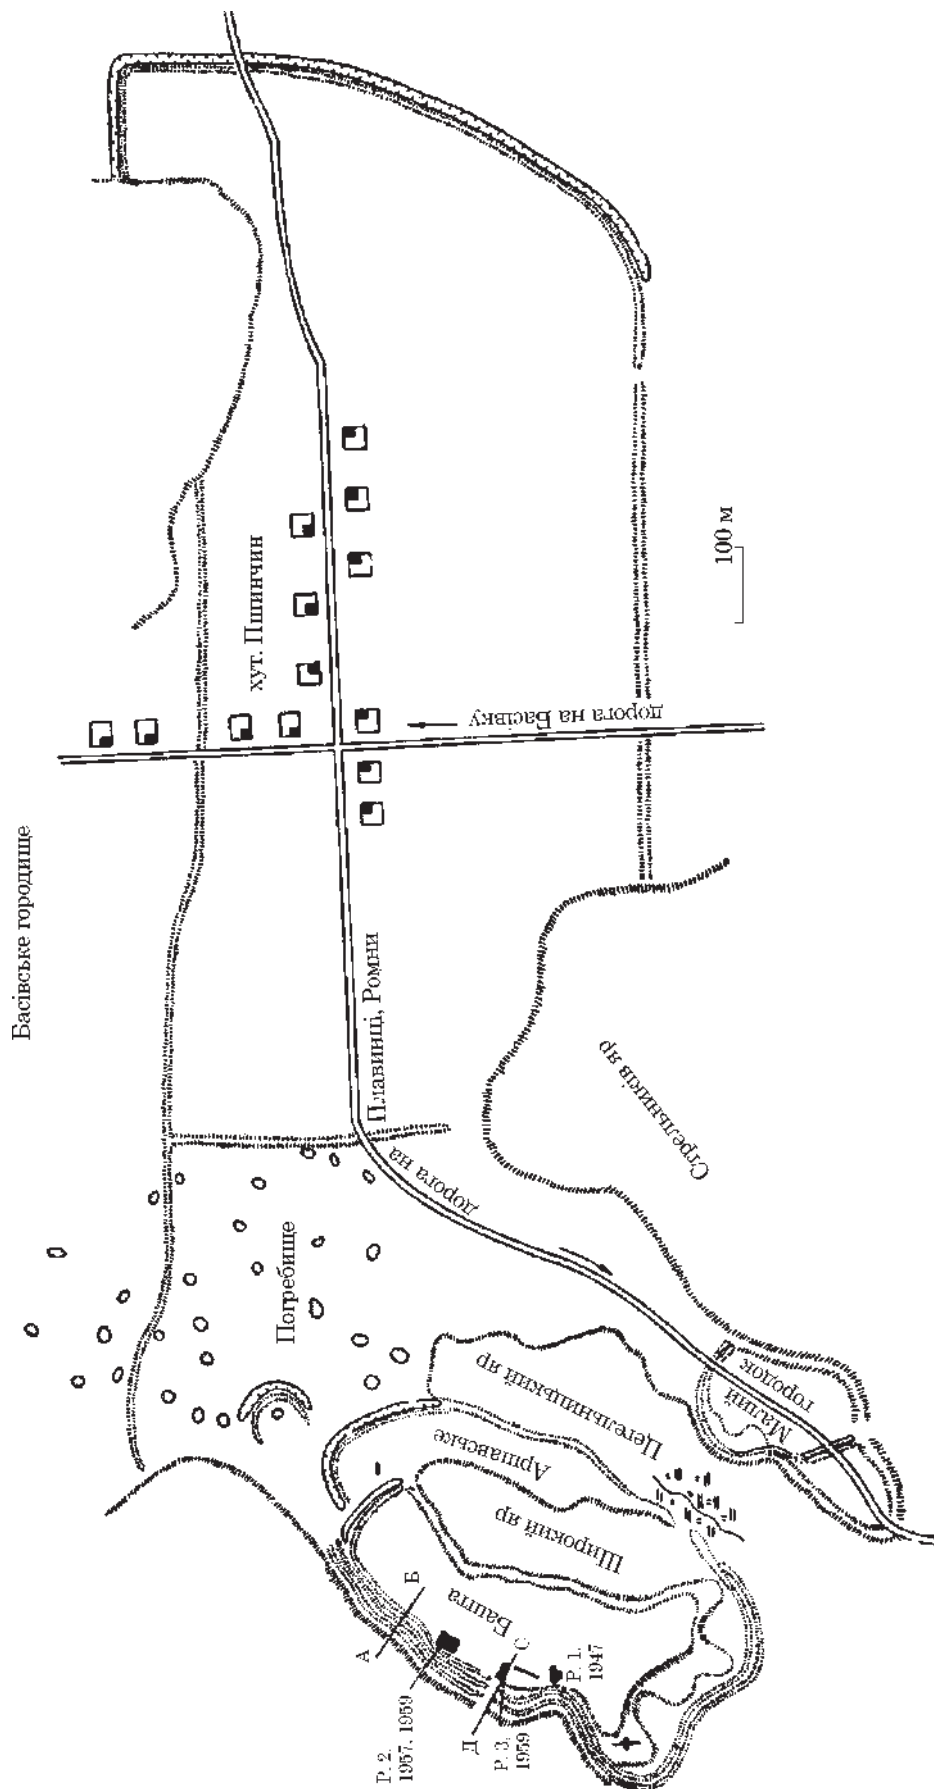 Басівське городище
хут. Пшинчин
100 м
дорога на Басівку
дорога на
Плавинці, Ромни
Погребище
Стрельників яр
Цегельницький яр
Аршавське
Широкий яр
Башта
Малий
городок
А
Б
Д
С
Р. 2.
1957, 1959
Р. 3.
1959
Р. 1.
1947